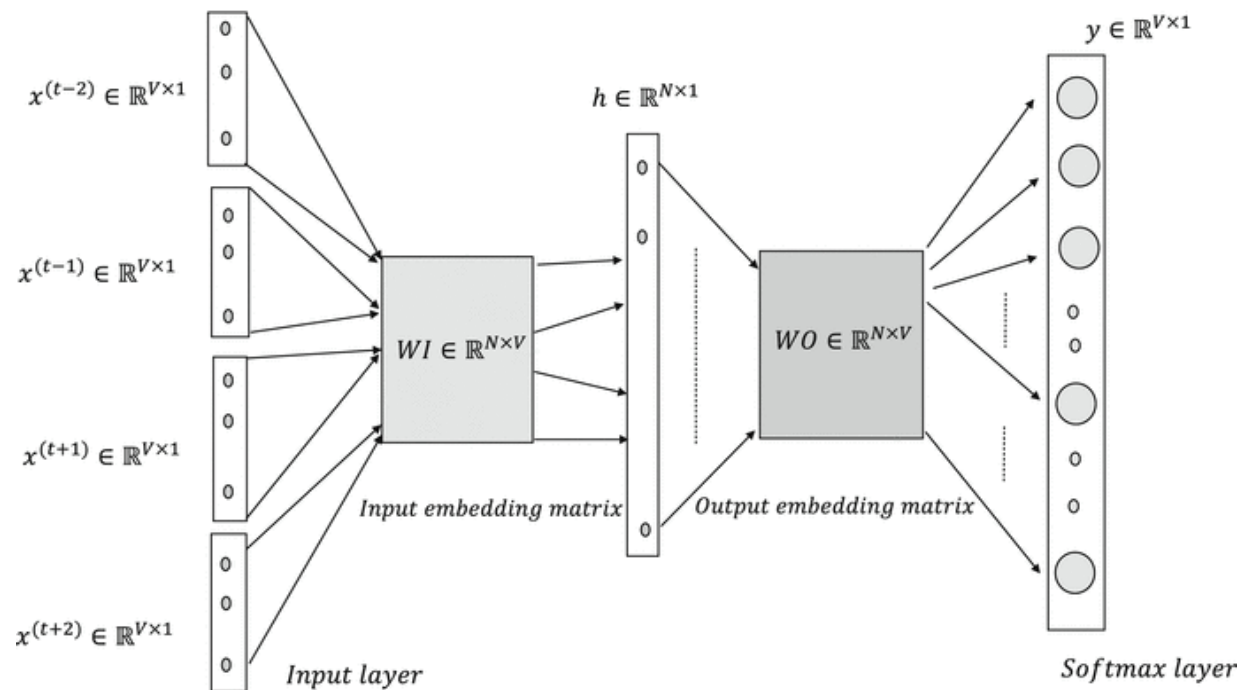 y ∈ ℝ^{V×1}
x^{(t−2)} ∈ ℝ^{V×1}
h ∈ ℝ^{N×1}
x^{(t−1)} ∈ ℝ^{V×1}
WI ∈ ℝ^{N×V}
WO ∈ ℝ^{N×V}
x^{(t+1)} ∈ ℝ^{V×1}
Input embedding matrix
Output embedding matrix
x^{(t+2)} ∈ ℝ^{V×1}
Input layer
Softmax layer